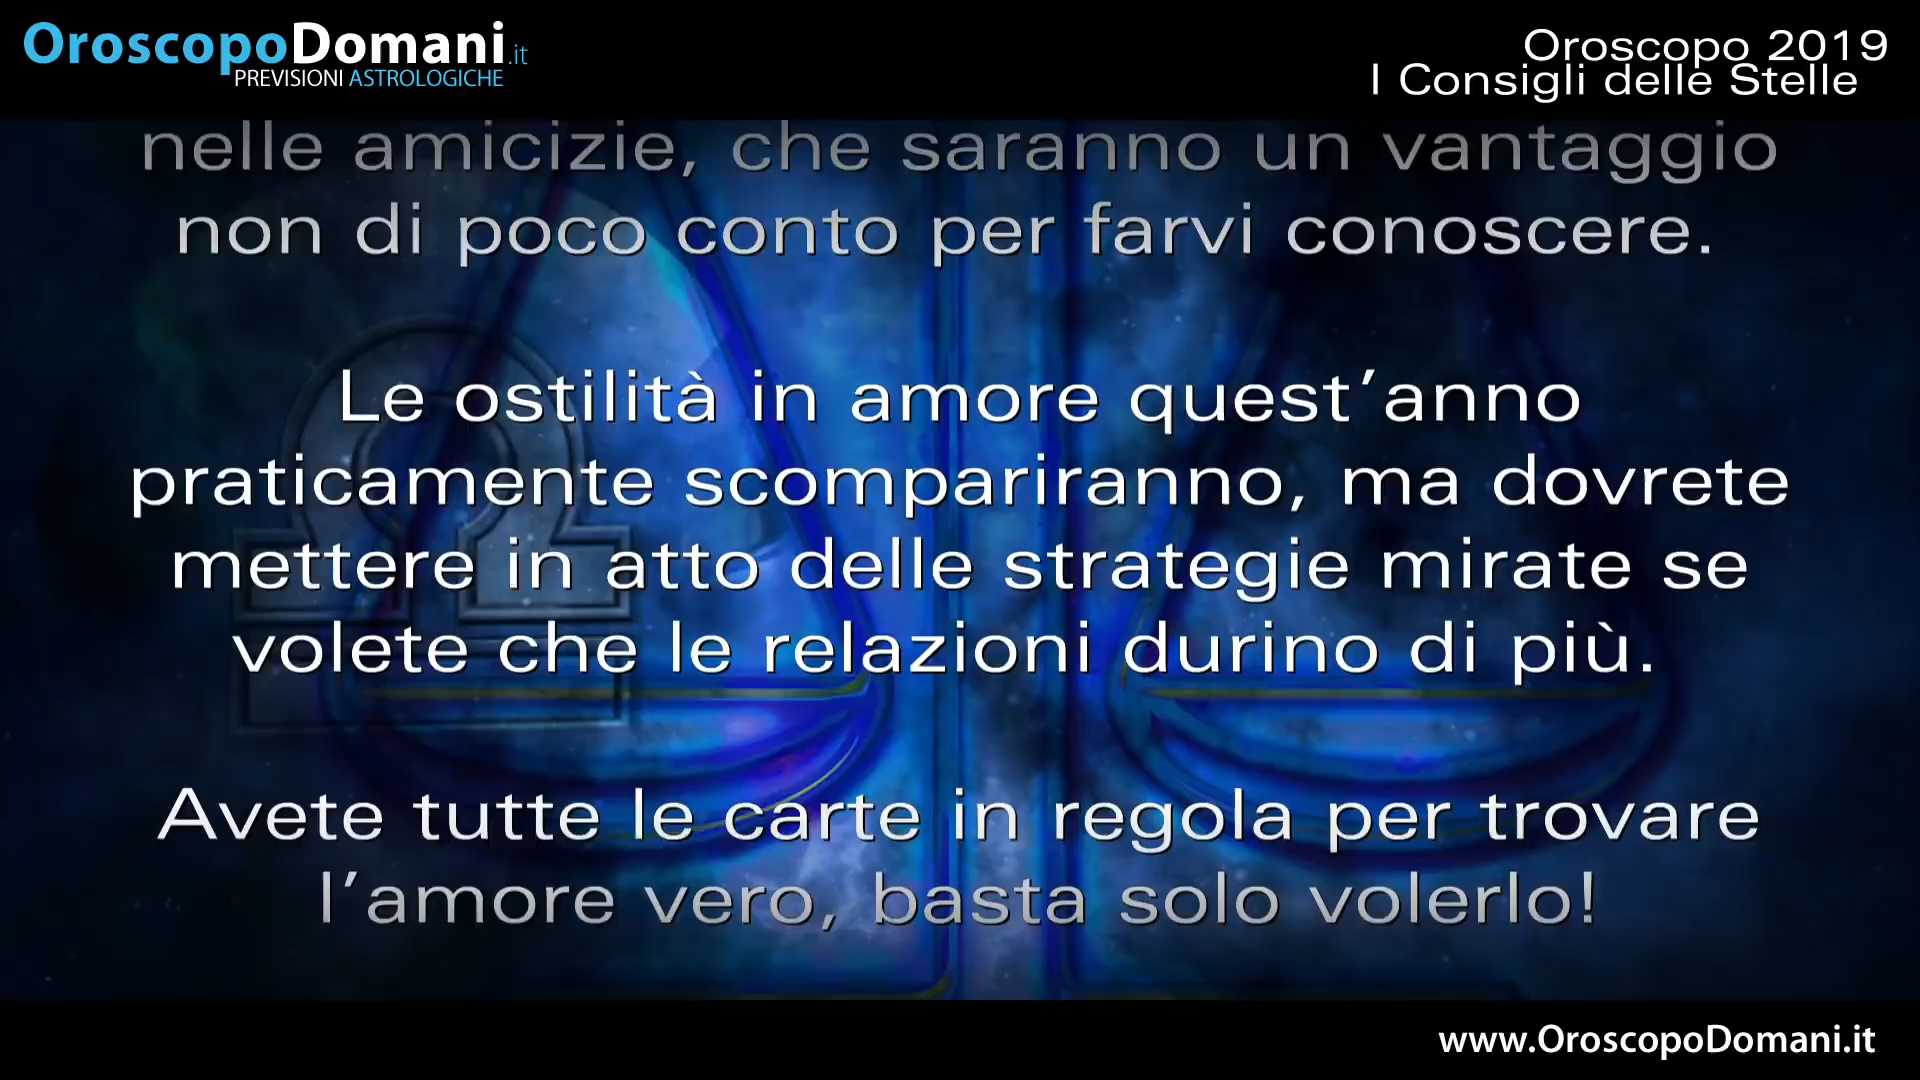 OroscopoDomani.it
PREVISIONI ASTROLOGICHE
Oroscopo 2019
I Consigli delle Stelle
nelle amicizie, che saranno un vantaggio
non di poco conto per farvi conoscere.
Le ostilità in amore quest'anno
praticamente scompariranno, ma dovrete
mettere in atto delle strategie mirate se
volete che le relazioni durino di più.
Avete tutte le carte in regola per trovare
l'amore vero, basta solo volerlo!
www.OroscopoDomani.it